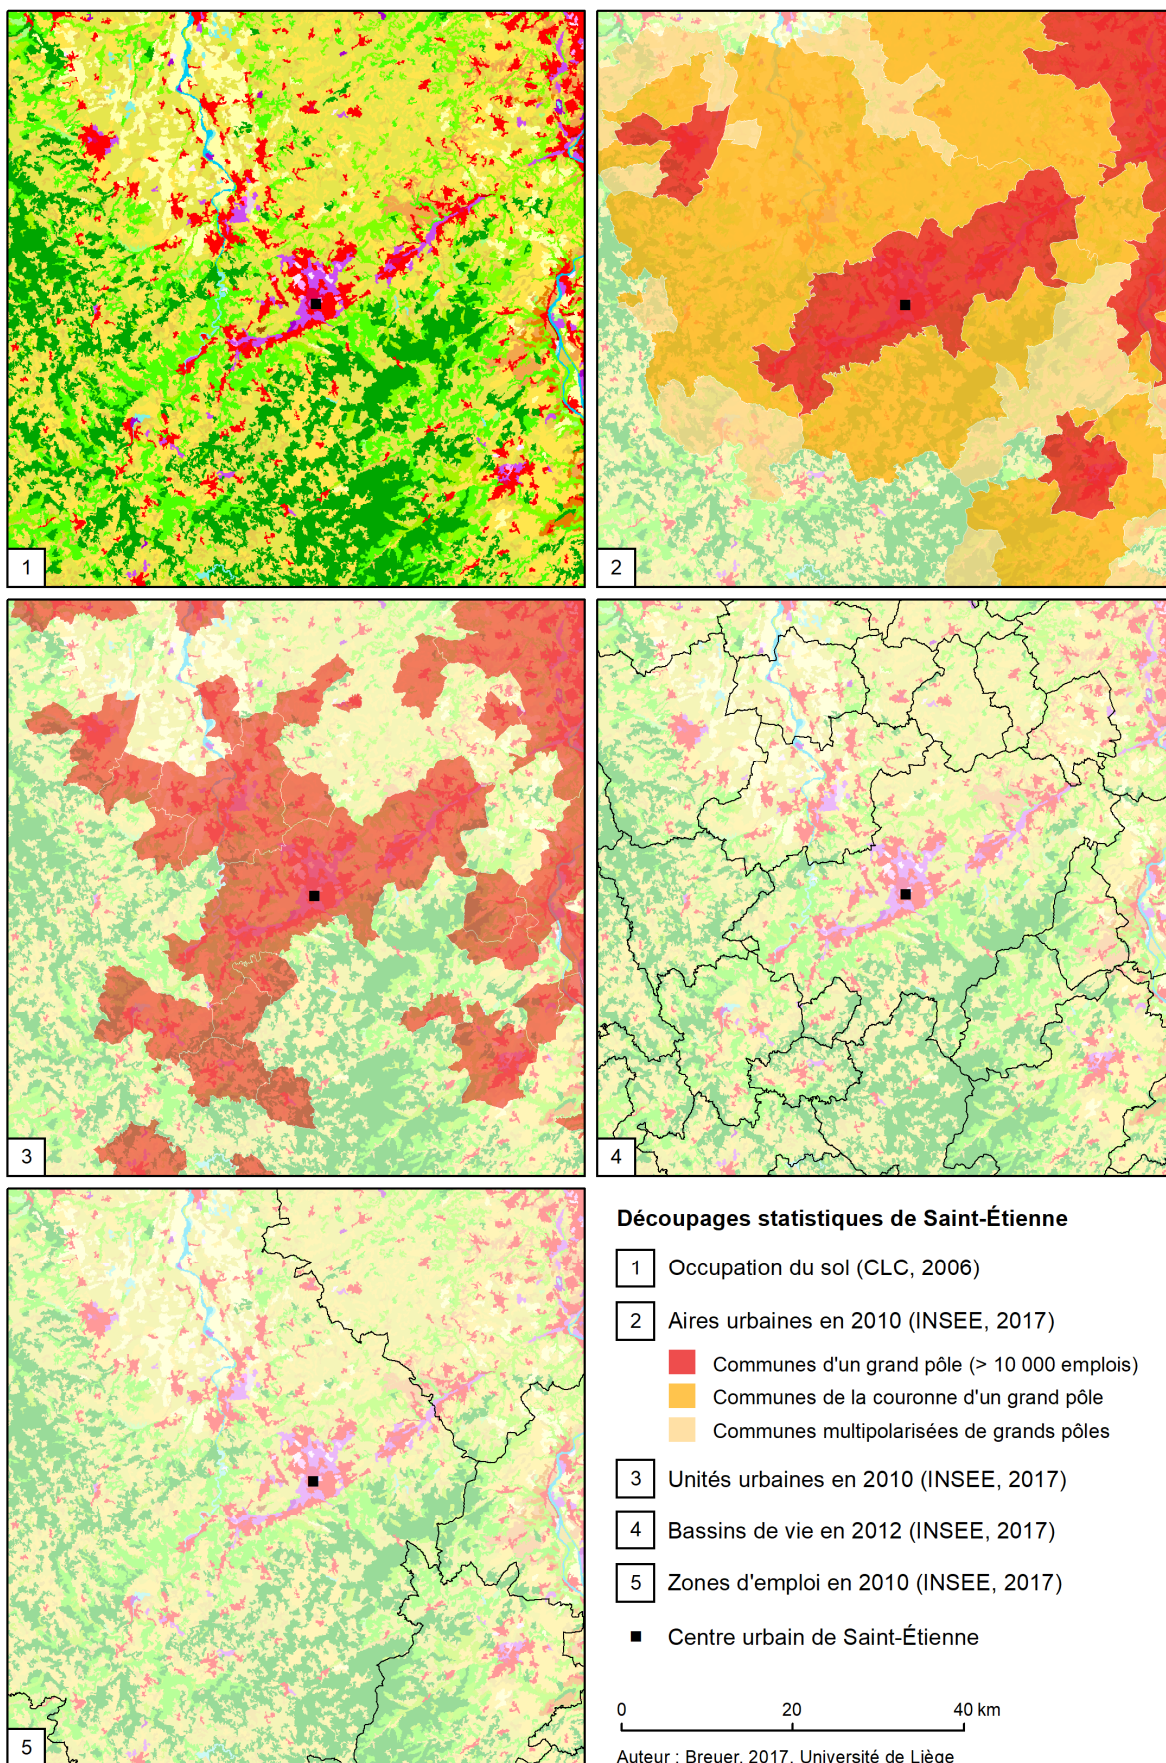 1
2
3
4
5
Découpages statistiques de Saint-Étienne
1 Occupation du sol (CLC, 2006)
2 Aires urbaines en 2010 (INSEE, 2017)
Communes d'un grand pôle (> 10 000 emplois)
Communes de la couronne d'un grand pôle
Communes multipolarisées de grands pôles
3 Unités urbaines en 2010 (INSEE, 2017)
4 Bassins de vie en 2012 (INSEE, 2017)
5 Zones d'emploi en 2010 (INSEE, 2017)
Centre urbain de Saint-Étienne
0 20 40 km
Auteur : Breuer, 2017, Université de Liège